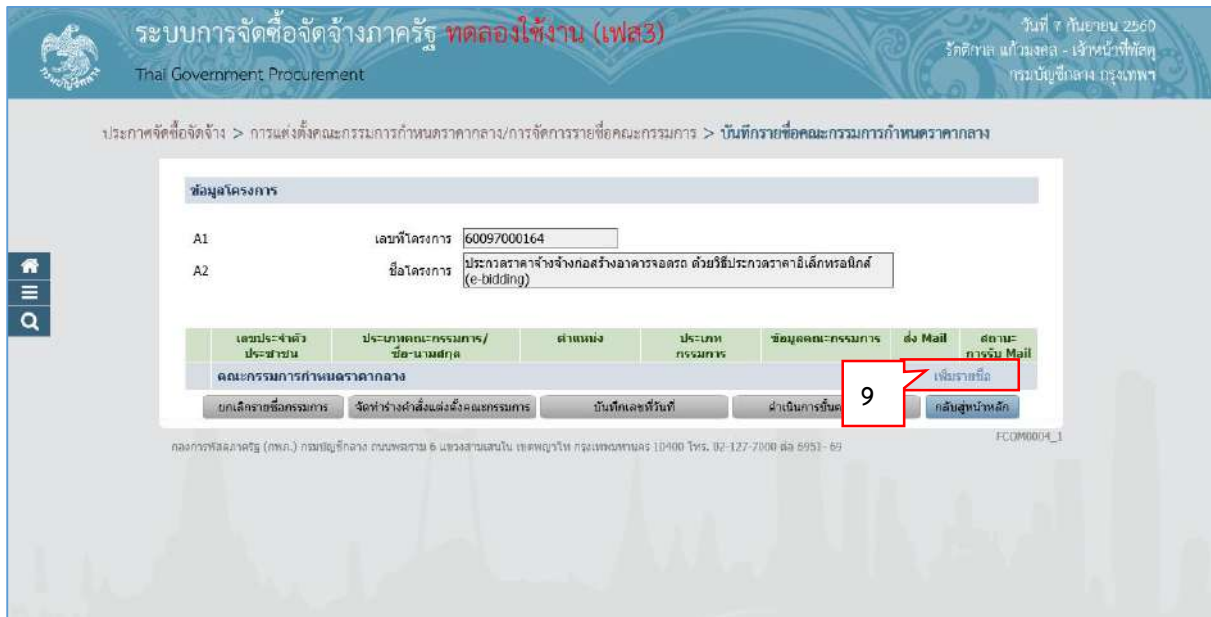 ระบบการจัดซื้อจัดจ้างภาครัฐ ทดลองใช้งาน (เฟส3)
Thai Government Procurement
วันที่ ๗ กันยายน 2560
รัตติกาล แก้วมงคล - เจ้าหน้าที่พัสดุ
กรมบัญชีกลาง กรุงเทพฯ
ประกาศจัดซื้อจัดจ้าง > การแต่งตั้งคณะกรรมการกำหนดราคากลาง/การจัดการรายชื่อคณะกรรมการ > บันทึกรายชื่อคณะกรรมการกำหนดราคากลาง
ข้อมูลโครงการ
A1 เลขที่โครงการ 60097000164
A2 ชื่อโครงการ ประกวดราคาจ้างจ้างก่อสร้างอาคารจอดรถ ด้วยวิธีประกวดราคาอิเล็กทรอนิกส์
(e-bidding)
เลขประจำตัว ประเภทคณะกรรมการ/ ตำแหน่ง ประเภท ข้อมูลคณะกรรมการ ส่ง Mail สถานะ
ประชาชน ชื่อ-นามสกุล กรรมการ การรับ Mail
คณะกรรมการกำหนดราคากลาง เพิ่มรายชื่อ
9
ยกเลิกรายชื่อกรรมการ จัดทำร่างคำสั่งแต่งตั้งคณะกรรมการ บันทึกเลขที่วันที่ ดำเนินการขั้น กลับสู่หน้าหลัก
FCOM0004_1
กองการพัสดุภาครัฐ (กพภ.) กรมบัญชีกลาง ถนนพระราม 6 แขวงสามเสนใน เขตพญาไท กรุงเทพมหานคร 10400 โทร. 02-127-7000 ต่อ 6951-69